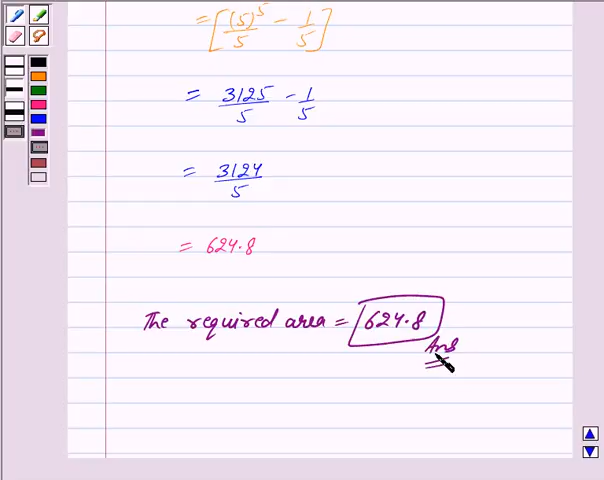 = [ (5)^5/5 - 1/5 ]
= 3125/5 - 1/5
= 3124/5
= 624.8
The required area = 624.8
Ans